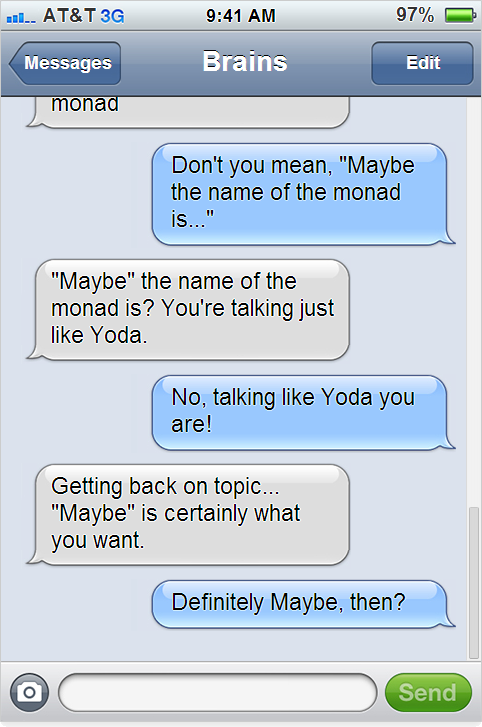 AT&T 3G 9:41 AM 97%
Messages Brains Edit
monad
Don't you mean, "Maybe
the name of the monad
is..."
"Maybe" the name of the
monad is? You're talking just
like Yoda.
No, talking like Yoda you
are!
Getting back on topic...
"Maybe" is certainly what
you want.
Definitely Maybe, then?
Send